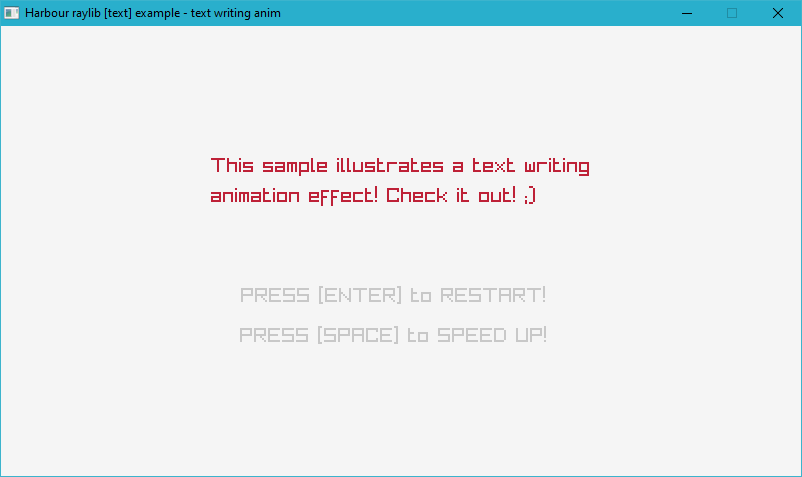 Harbour raylib [text] example - text writing anim
This sample illustrates a text writing
animation effect! Check it out! ;)
PRESS [ENTER] to RESTART!
PRESS [SPACE] to SPEED UP!